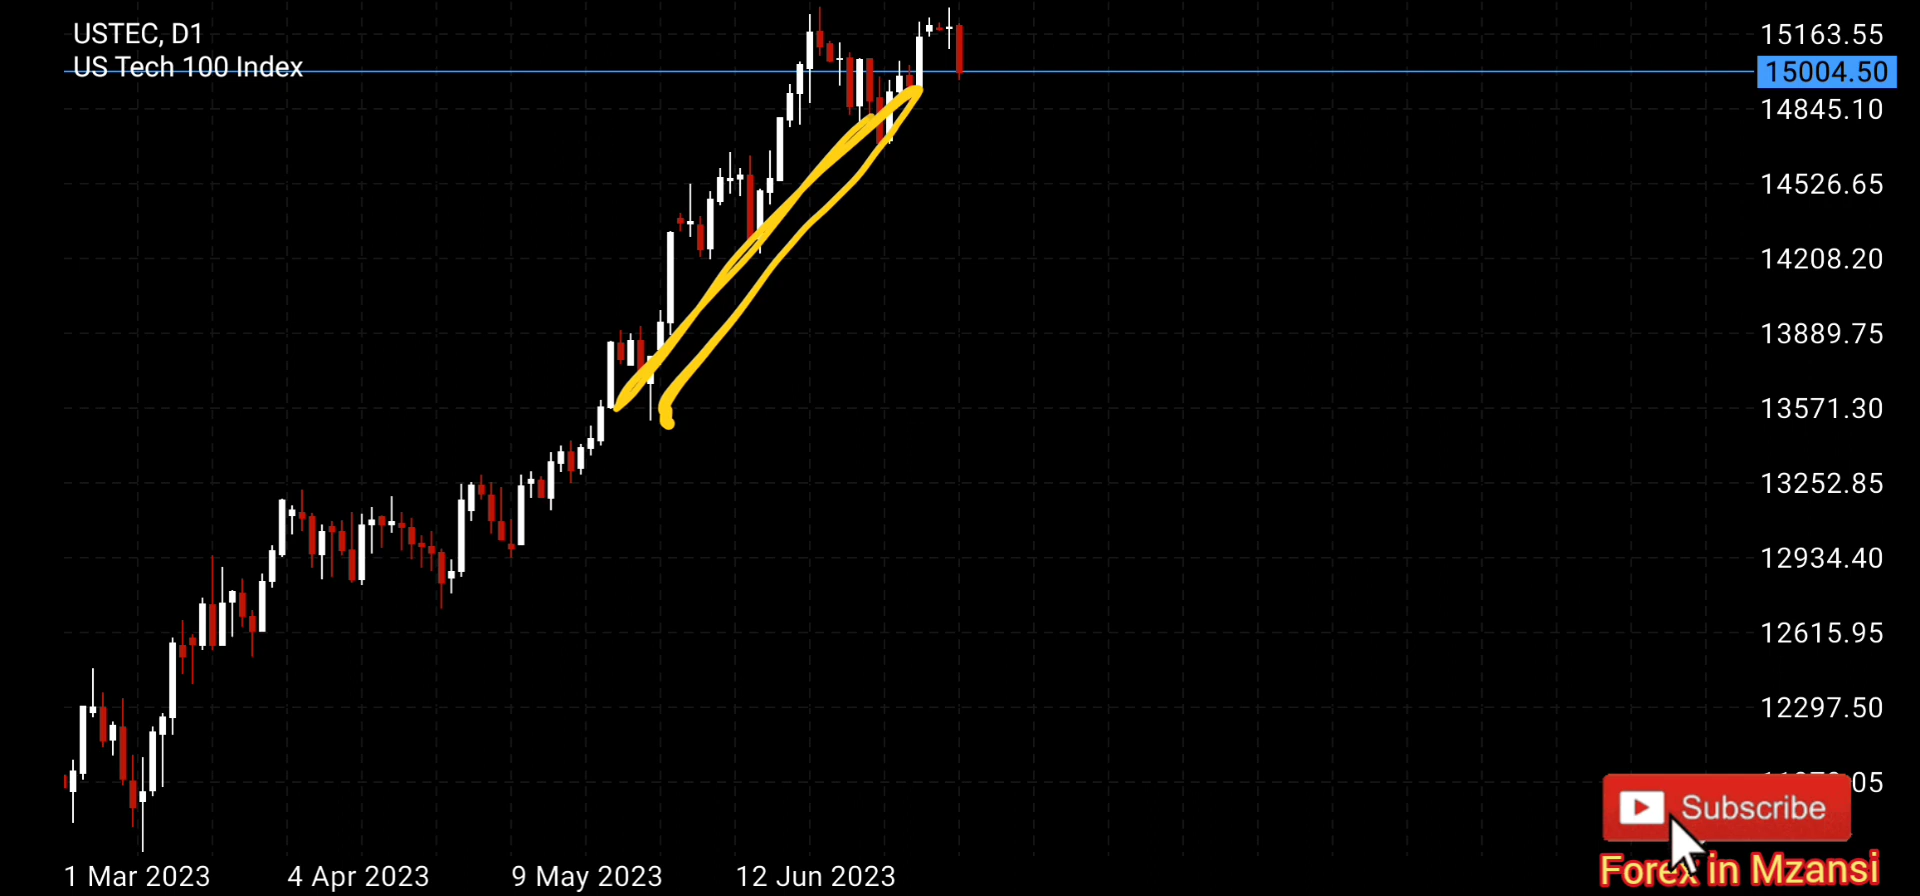 USTEC, D1
US Tech 100 Index
15163.55
15004.50
14845.10
14526.65
14208.20
13889.75
13571.30
13252.85
12934.40
12615.95
12297.50
05
Subscribe
Forex in Mzansi
1 Mar 2023
4 Apr 2023
9 May 2023
12 Jun 2023